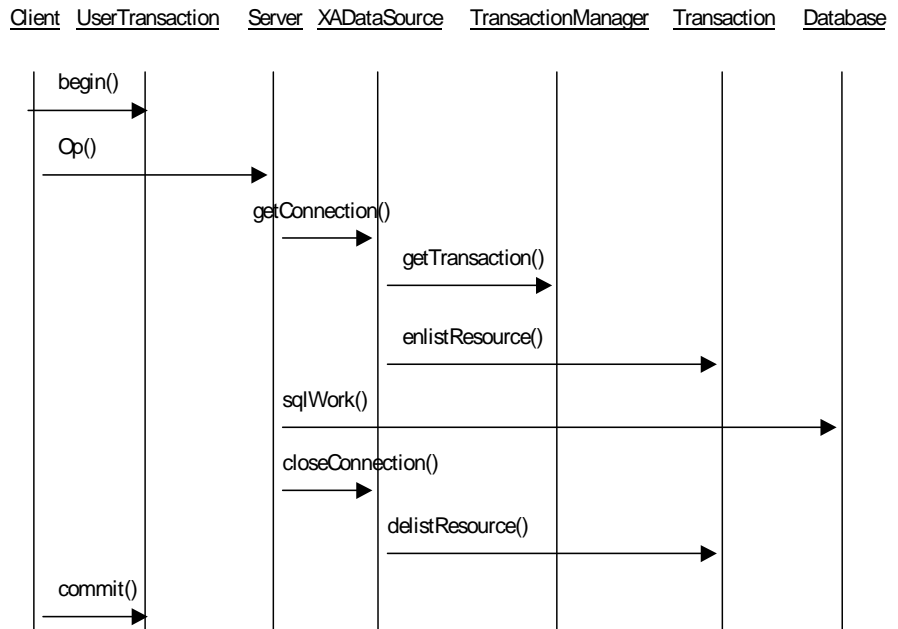 Client UserTransaction Server XADataSource TransactionManager Transaction Database
begin()
Op()
getConnection()
getTransaction()
enlistResource()
sqlWork()
closeConnection()
delistResource()
commit()